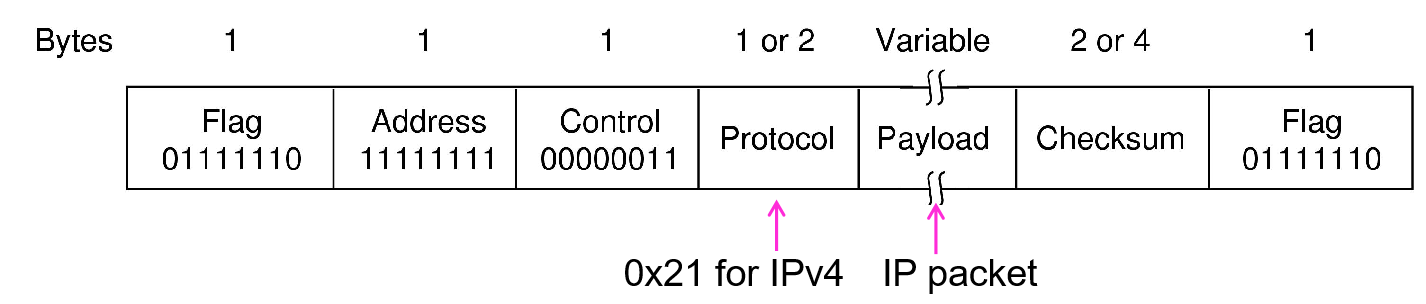 Bytes 1 1 1 1 or 2 Variable 2 or 4 1
Flag Address Control Protocol Payload Checksum Flag
01111110 11111111 00000011 01111110
0x21 for IPv4 IP packet